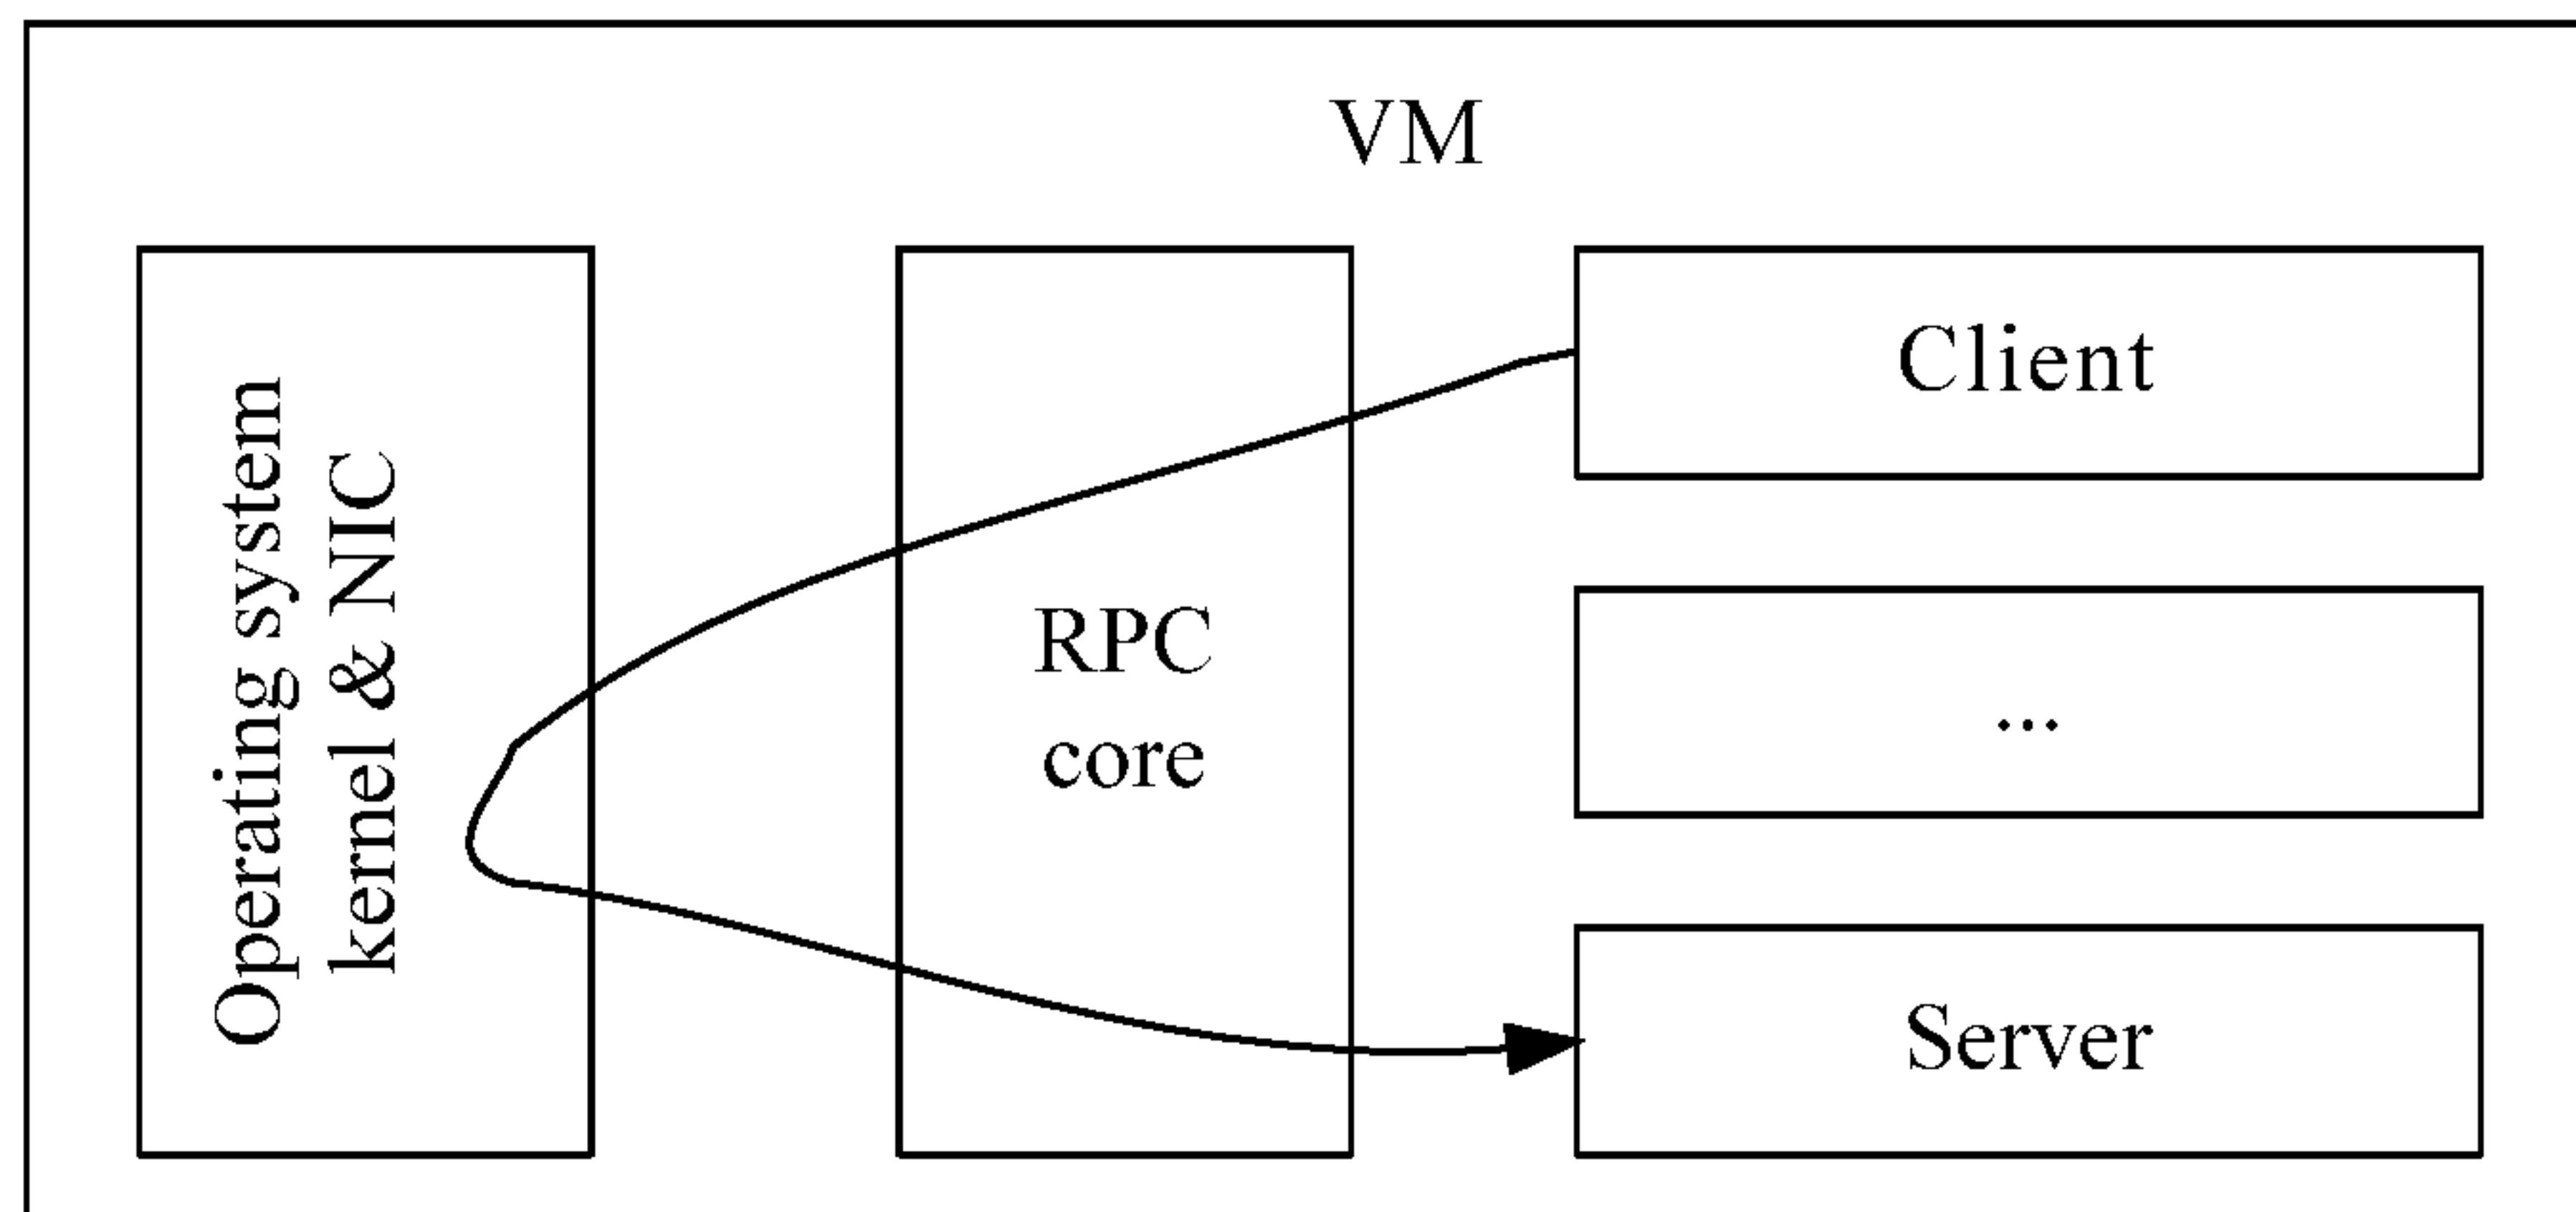 VM
Operating system
kernel & NIC
RPC
core
Client
...
Server